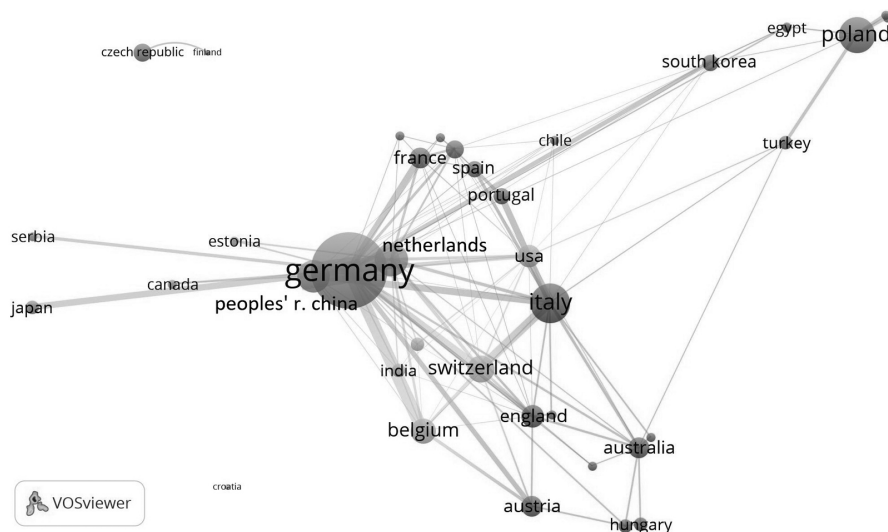 egypt
poland
czech republic
finland
south korea
chile
turkey
france
spain
portugal
serbia
estonia
netherlands
usa
germany
canada
peoples' r. china
italy
japan
india
switzerland
england
belgium
australia
croatia
VOSviewer
austria
hungary